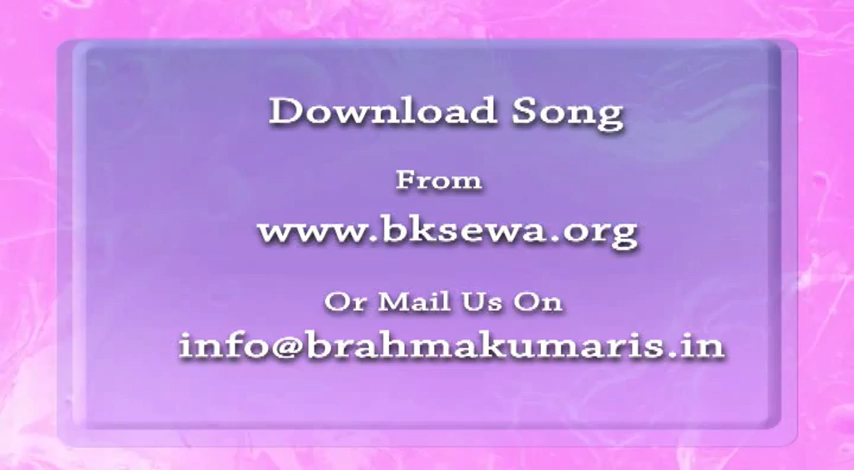 Download Song
From
www.bksewa.org
Or Mail Us On
info@brahmakumaris.in